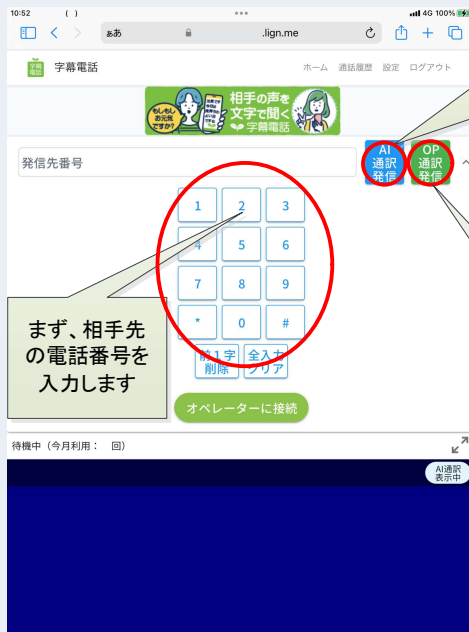 10:52
( )
4G 100%
ぁあ
.lign.me
字幕
電話
字幕電話
ホーム 通話履歴 設定 ログアウト
もしもし
お元気
ですか?
相手の声を
文字で聞く
字幕電話
発信先番号
AI
通訳
発信
OP
通訳
発信
1 2 3
4 5 6
7 8 9
* 0 #
前1字
削除
全入力
クリア
まず、相手先
の電話番号を
入力します
オペレーターに接続
待機中(今月利用: 回)
AI通訳
表示中